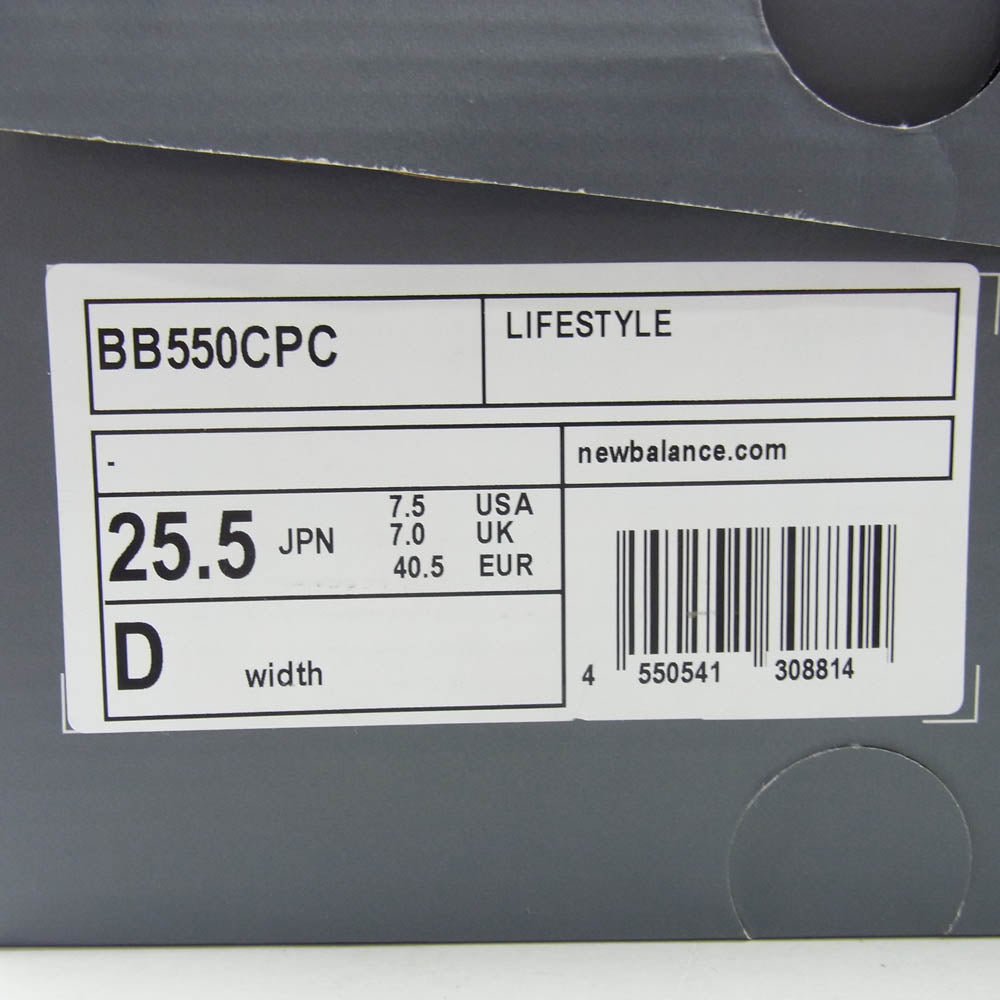 BB550CPC
LIFESTYLE
-
newbalance.com
25.5 JPN
7.5 USA
7.0 UK
40.5 EUR
D width
4 550541 308814